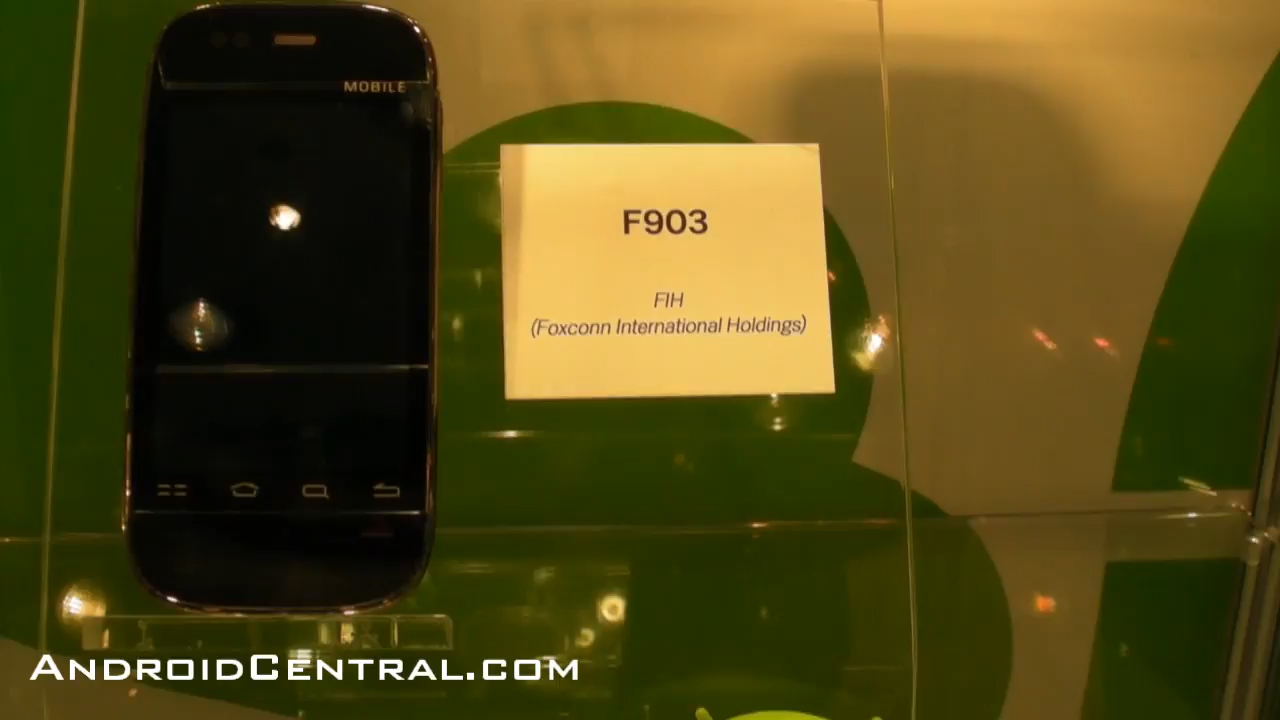 MOBILE
F903
FIH
(Foxconn International Holdings)
ANDROIDCENTRAL.COM